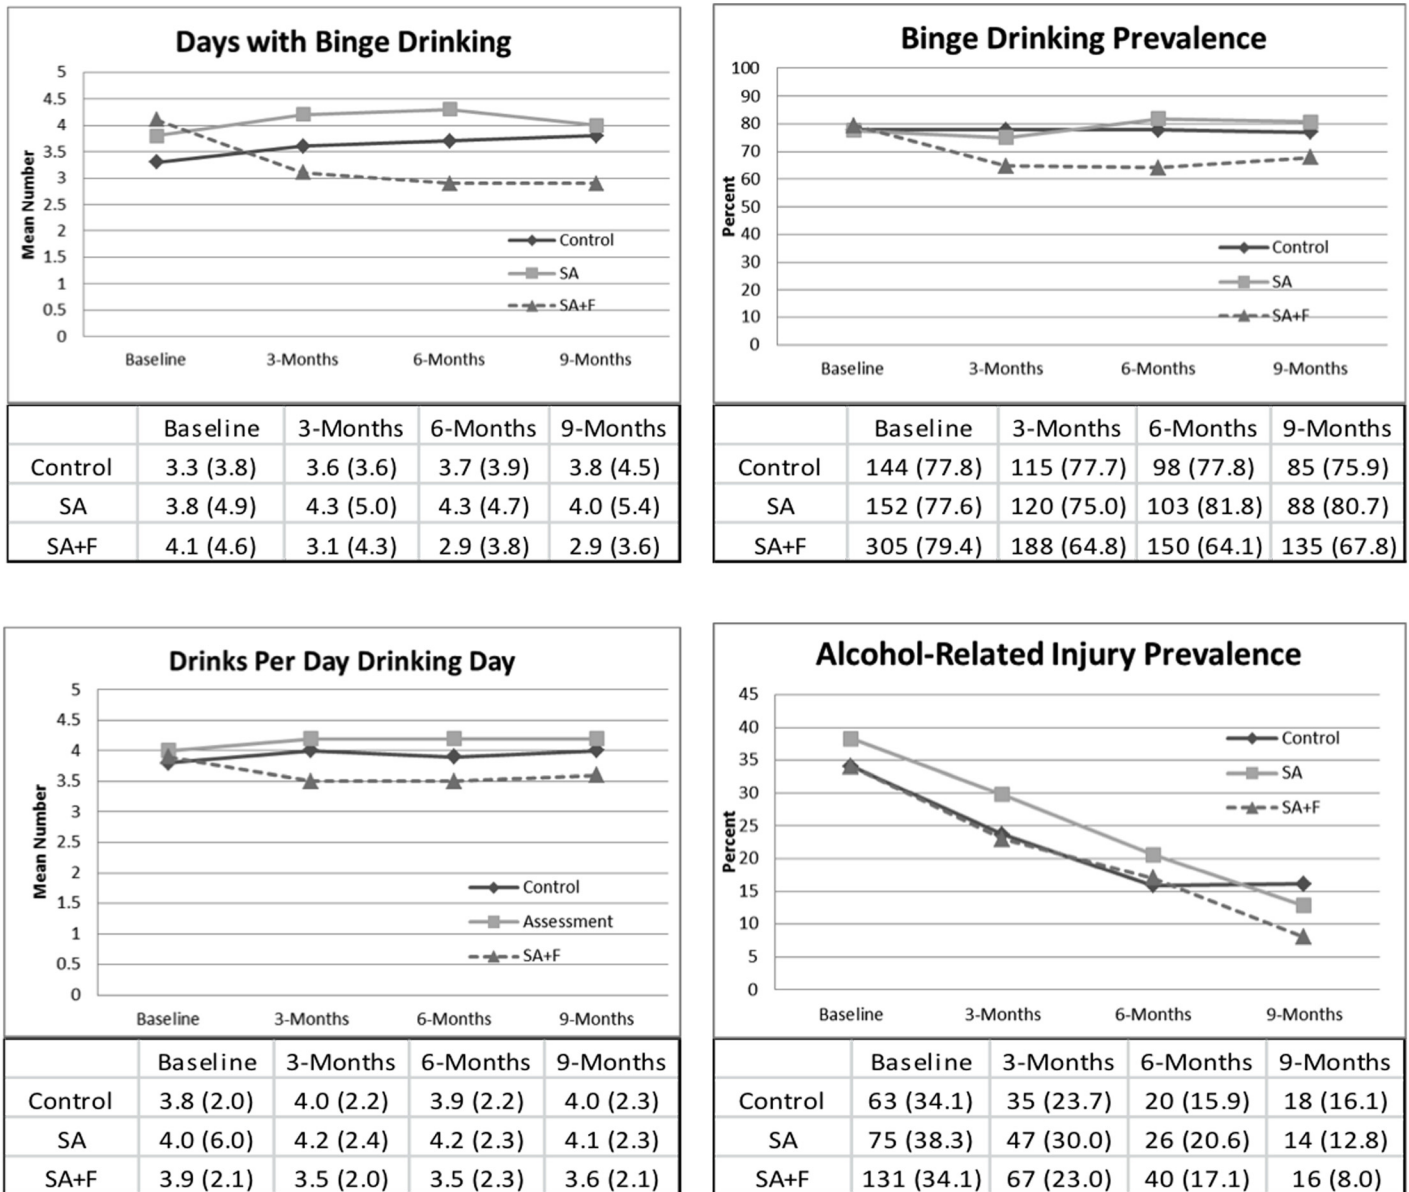 Days with Binge Drinking
5
4.5
4
3.5
3
2.5
2
1.5
1
0.5
0
Mean Number
Control
SA
SA+F
Baseline 3-Months 6-Months 9-Months
Baseline 3-Months 6-Months 9-Months
Control 3.3 (3.8) 3.6 (3.6) 3.7 (3.9) 3.8 (4.5)
SA 3.8 (4.9) 4.3 (5.0) 4.3 (4.7) 4.0 (5.4)
SA+F 4.1 (4.6) 3.1 (4.3) 2.9 (3.8) 2.9 (3.6)
Binge Drinking Prevalence
100
90
80
70
60
50
40
30
20
10
0
Percent
Control
SA
SA+F
Baseline 3-Months 6-Months 9-Months
Baseline 3-Months 6-Months 9-Months
Control 144 (77.8) 115 (77.7) 98 (77.8) 85 (75.9)
SA 152 (77.6) 120 (75.0) 103 (81.8) 88 (80.7)
SA+F 305 (79.4) 188 (64.8) 150 (64.1) 135 (67.8)
Drinks Per Day Drinking Day
5
4.5
4
3.5
3
2.5
2
1.5
1
0.5
0
Mean Number
Control
Assessment
SA+F
Baseline 3-Months 6-Months 9-Months
Baseline 3-Months 6-Months 9-Months
Control 3.8 (2.0) 4.0 (2.2) 3.9 (2.2) 4.0 (2.3)
SA 4.0 (6.0) 4.2 (2.4) 4.2 (2.3) 4.1 (2.3)
SA+F 3.9 (2.1) 3.5 (2.0) 3.5 (2.3) 3.6 (2.1)
Alcohol-Related Injury Prevalence
45
40
35
30
25
20
15
10
5
0
Percent
Control
SA
SA+F
Baseline 3-Months 6-Months 9-Months
Baseline 3-Months 6-Months 9-Months
Control 63 (34.1) 35 (23.7) 20 (15.9) 18 (16.1)
SA 75 (38.3) 47 (30.0) 26 (20.6) 14 (12.8)
SA+F 131 (34.1) 67 (23.0) 40 (17.1) 16 (8.0)